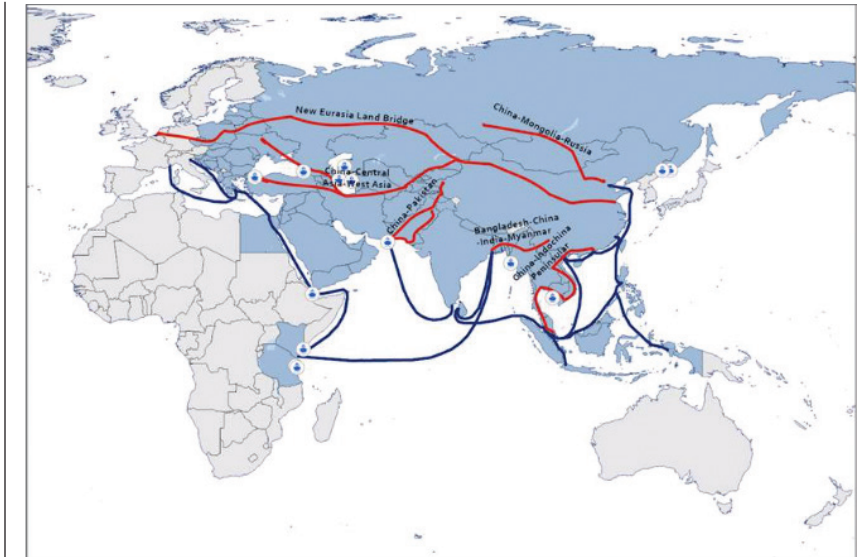 New Eurasia Land Bridge
China-Mongolia-Russia
China-Central
Asia-West Asia
China-Pakistan
Bangladesh-China
-India-Myanmar
China-Indochina
Peninsular